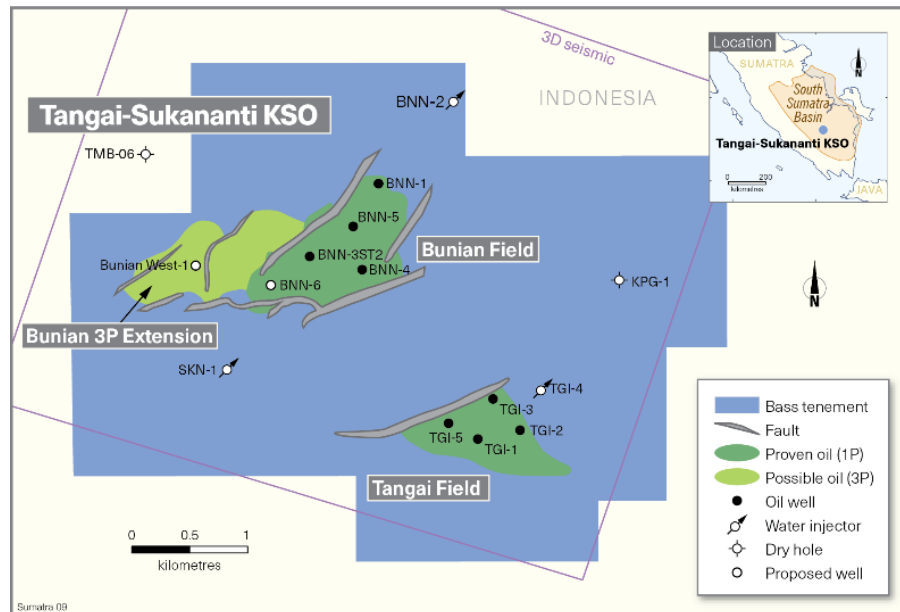 3D seismic
Location
SUMATRA
N
South
Sumatra
Basin
Tangai-Sukananti KSO
0 200
kilometres
JAVA
INDONESIA
BNN-2
Tangai-Sukananti KSO
TMB-06
BNN-1
BNN-5
Bunian Field
BNN-3ST2
BNN-4
Bunian West-1
BNN-6
KPG-1
N
Bunian 3P Extension
SKN-1
TGI-4
TGI-3
TGI-2
TGI-5
TGI-1
Tangai Field
0 0.5 1
kilometres
Bass tenement
Fault
Proven oil (1P)
Possible oil (3P)
Oil well
Water injector
Dry hole
Proposed well
Sumatra 09